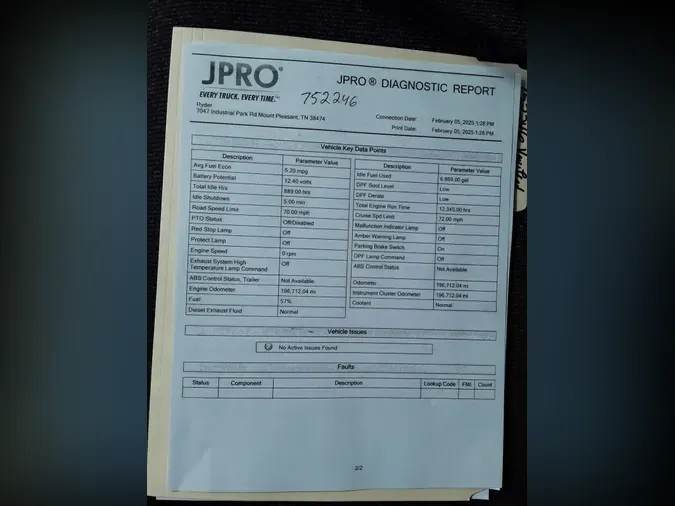 JPRO®
EVERY TRUCK. EVERY TIME.™
JPRO® DIAGNOSTIC REPORT
752246
Ryder
7047 Industrial Park Rd Mount Pleasant, TN 38474
Connection Date: February 05, 2025 1:28 PM
Print Date: February 05, 2025 1:28 PM
Vehicle Key Data Points
Description Parameter Value
Avg Fuel Econ 5.20 mpg
Battery Potential 12.40 volts
Total Idle Hrs 889.00 hrs
Idle Shutdown 5.00 min
Road Speed Limit 70.00 mph
PTO Status Off/Disabled
Red Stop Lamp Off
Protect Lamp Off
Engine Speed 0 rpm
Exhaust System High Temperature Lamp Command Off
ABS Control Status, Trailer Not Available
Engine Odometer 196,712.04 mi
Fuel 57%
Diesel Exhaust Fluid Normal
Description Parameter Value
Idle Fuel Used 6,869.00 gal
DPF Soot Level Low
DPF Derate Low
Total Engine Run Time 12,345.00 hrs
Cruise Spd Limit 72.00 mph
Malfunction Indicator Lamp Off
Amber Warning Lamp Off
Parking Brake Switch On
DPF Lamp Command Off
ABS Control Status Not Available
Odometer 196,712.04 mi
Instrument Cluster Odometer 196,712.04 mi
Coolant Normal
Vehicle Issues
No Active Issues Found
Faults
Status Component Description Lookup Code FMI Count
2/2